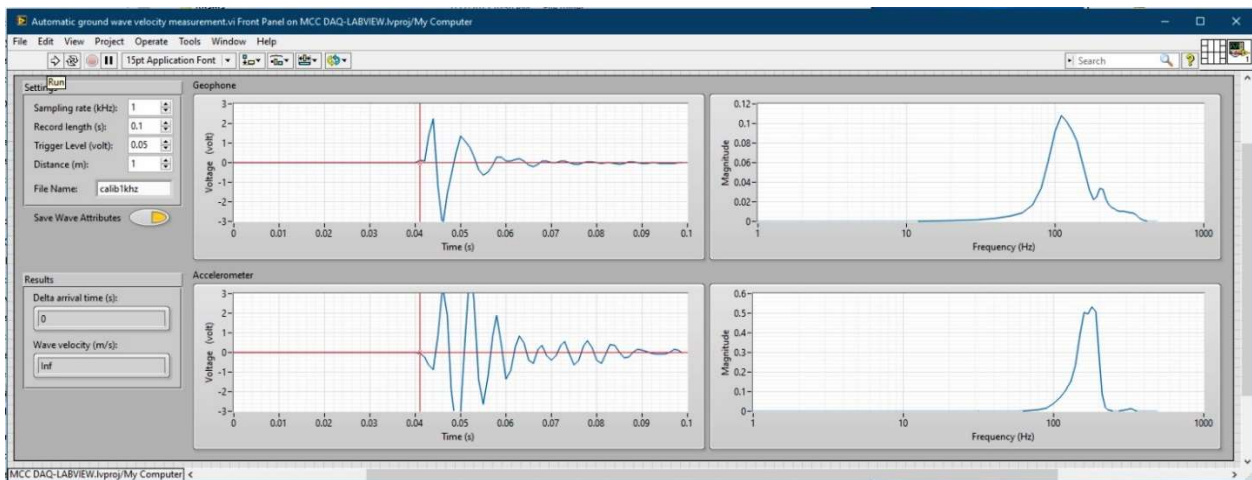 Automatic ground wave velocity measurement.vi Front Panel on MCC DAQ-LABVIEW.lvproj/My Computer
File Edit View Project Operate Tools Window Help
15pt Application Font
Search
Run
Sampling rate (kHz): 1
Record length (s): 0.1
Trigger Level (volt): 0.05
Distance (m): 1
File Name: calib1khz
Save Wave Attributes
Results
Delta arrival time (s):
0
Wave velocity (m/s):
Inf
Geophone
Voltage (volt)
3
2
1
0
-1
-2
-3
0 0.01 0.02 0.03 0.04 0.05 0.06 0.07 0.08 0.09 0.1
Time (s)
Magnitude
0.12
0.1
0.08
0.06
0.04
0.02
0
1 10 100 1000
Frequency (Hz)
Accelerometer
Voltage (volt)
3
2
1
0
-1
-2
-3
0 0.01 0.02 0.03 0.04 0.05 0.06 0.07 0.08 0.09 0.1
Time (s)
Magnitude
0.6
0.5
0.4
0.3
0.2
0.1
0
1 10 100 1000
Frequency (Hz)
MCC DAQ-LABVIEW.lvproj/My Computer